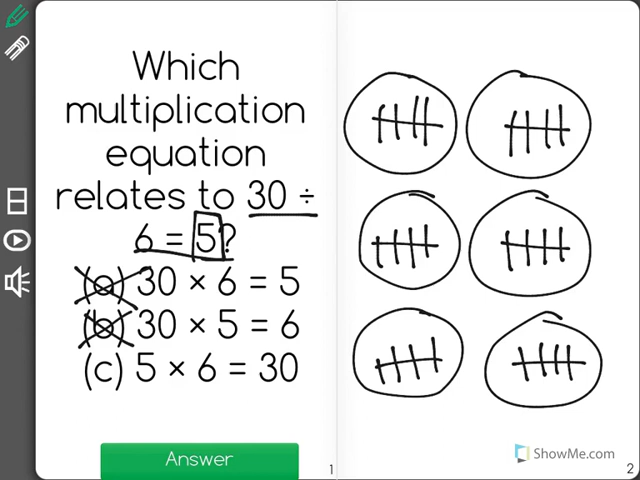 Which
multiplication
equation
relates to 30 ÷
6 = 5?
(a) 30 × 6 = 5
(b) 30 × 5 = 6
(c) 5 × 6 = 30
Answer
1
ShowMe.com
2